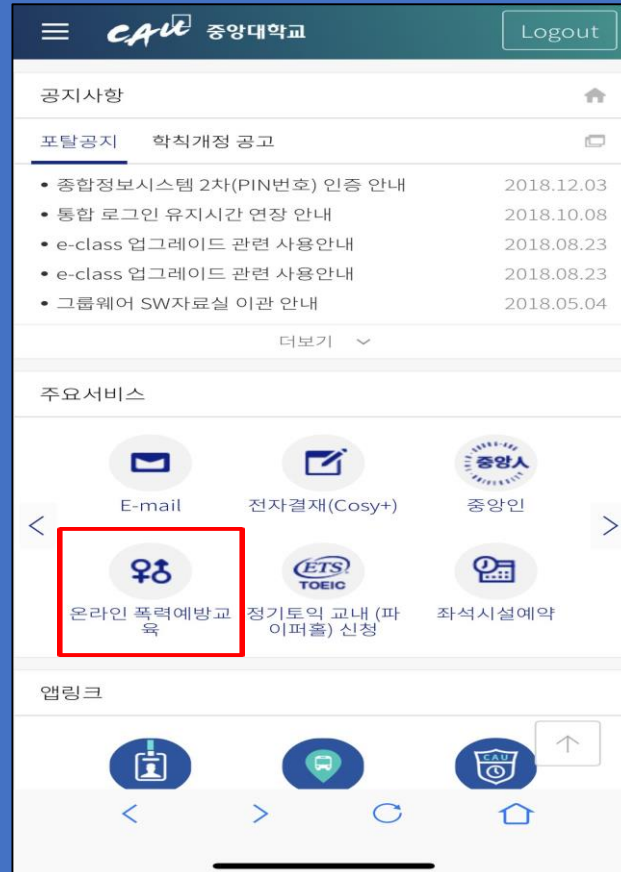 CAU 중앙대학교
Logout
공지사항
포탈공지 학칙개정 공고
• 종합정보시스템 2차(PIN번호) 인증 안내 2018.12.03
• 통합 로그인 유지시간 연장 안내 2018.10.08
• e-class 업그레이드 관련 사용안내 2018.08.23
• e-class 업그레이드 관련 사용안내 2018.08.23
• 그룹웨어 SW자료실 이관 안내 2018.05.04
더보기
주요서비스
중앙人
E-mail 전자결재(Cosy+) 중앙인
ETS
TOEIC
온라인 폭력예방교 정기토익 교내 (파 좌석시설예약
육 이퍼홀) 신청
앱링크
CAU